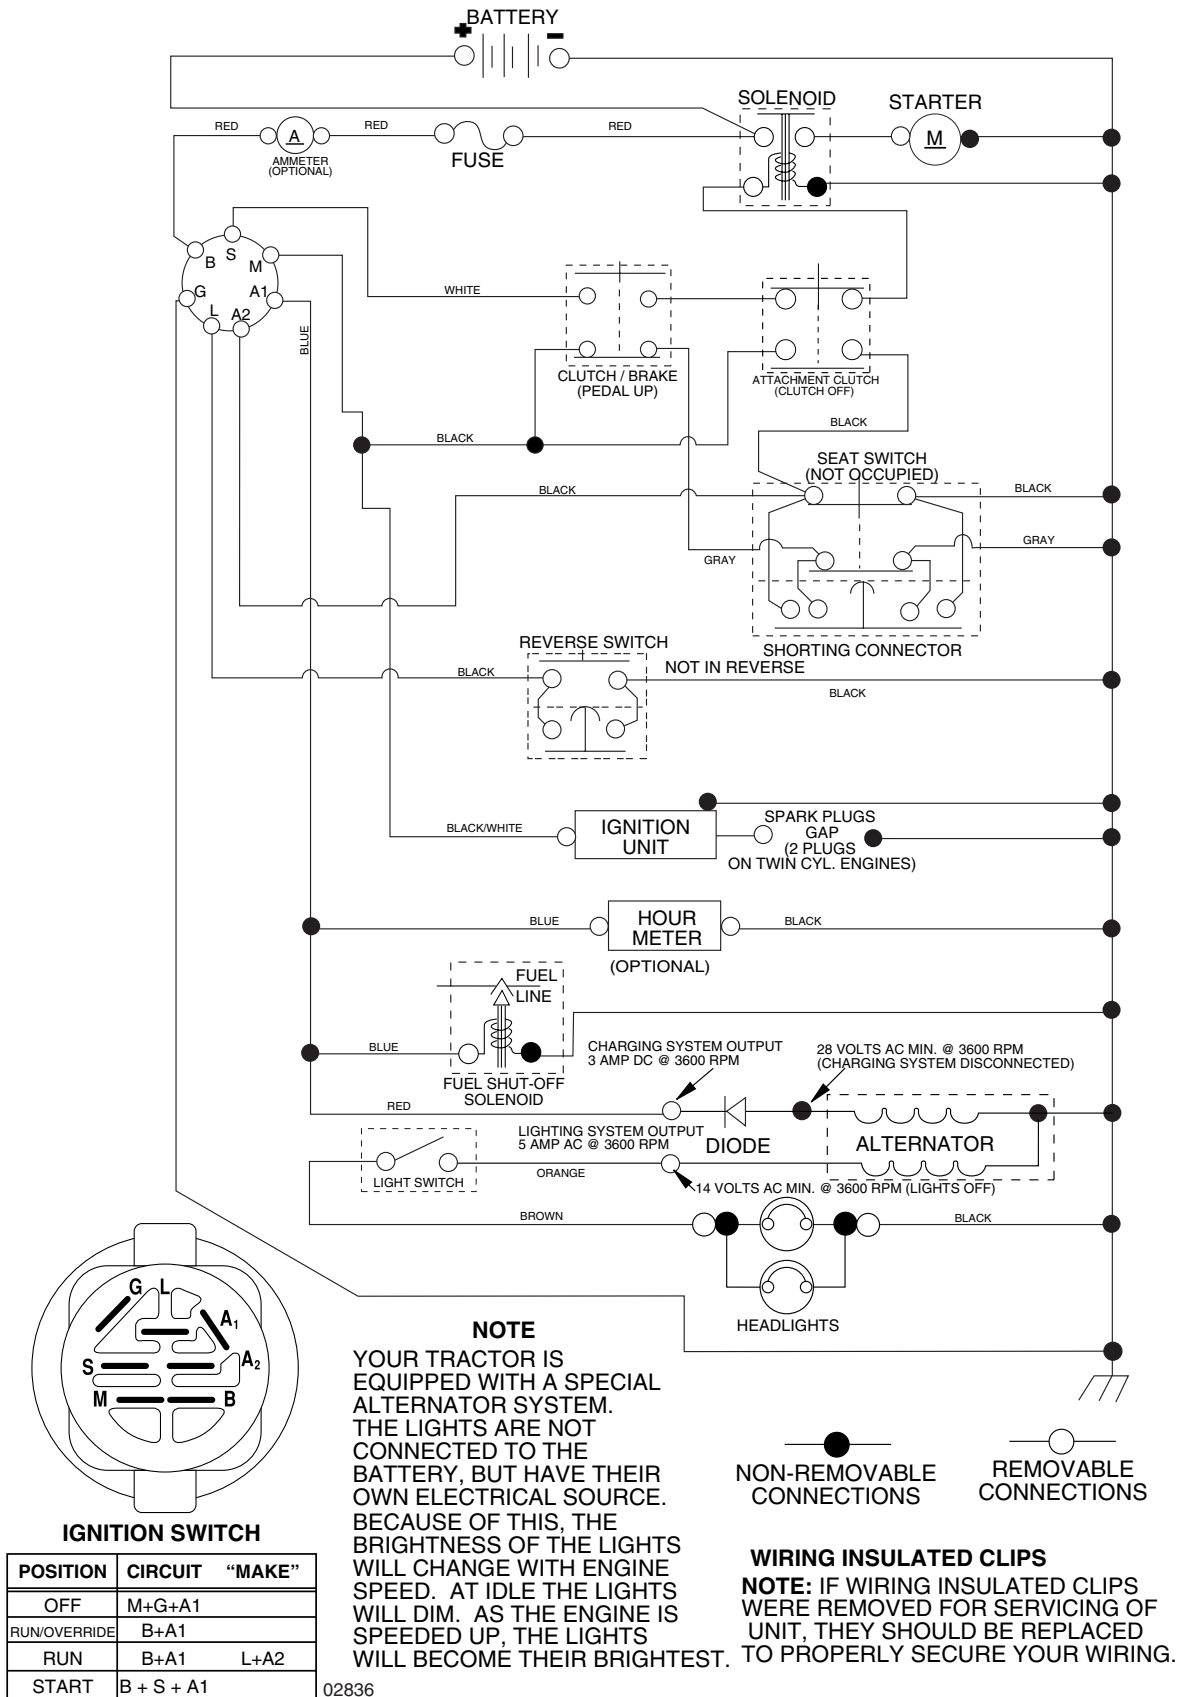 BATTERY
SOLENOID
STARTER
RED
A
RED
RED
M
AMMETER
(OPTIONAL)
FUSE
B
S
M
G
A1
L
A2
WHITE
BLUE
CLUTCH / BRAKE
(PEDAL UP)
ATTACHMENT CLUTCH
(CLUTCH OFF)
BLACK
BLACK
SEAT SWITCH
(NOT OCCUPIED)
BLACK
BLACK
GRAY
GRAY
SHORTING CONNECTOR
REVERSE SWITCH
NOT IN REVERSE
BLACK
BLACK
BLACK/WHITE
IGNITION
UNIT
SPARK PLUGS
GAP
(2 PLUGS
ON TWIN CYL. ENGINES)
BLUE
HOUR
METER
BLACK
(OPTIONAL)
FUEL
LINE
BLUE
FUEL SHUT-OFF
SOLENOID
CHARGING SYSTEM OUTPUT
3 AMP DC @ 3600 RPM
28 VOLTS AC MIN. @ 3600 RPM
(CHARGING SYSTEM DISCONNECTED)
RED
LIGHTING SYSTEM OUTPUT
5 AMP AC @ 3600 RPM
DIODE
ALTERNATOR
LIGHT SWITCH
ORANGE
14 VOLTS AC MIN. @ 3600 RPM (LIGHTS OFF)
BROWN
BLACK
HEADLIGHTS
G
L
A1
S
A2
M
B
IGNITION SWITCH
POSITION CIRCUIT “MAKE”
OFF M+G+A1
RUN/OVERRIDE B+A1
RUN B+A1 L+A2
START B + S + A1
02836
NOTE
YOUR TRACTOR IS
EQUIPPED WITH A SPECIAL
ALTERNATOR SYSTEM.
THE LIGHTS ARE NOT
CONNECTED TO THE
BATTERY, BUT HAVE THEIR
OWN ELECTRICAL SOURCE.
BECAUSE OF THIS, THE
BRIGHTNESS OF THE LIGHTS
WILL CHANGE WITH ENGINE
SPEED. AT IDLE THE LIGHTS
WILL DIM. AS THE ENGINE IS
SPEEDED UP, THE LIGHTS
WILL BECOME THEIR BRIGHTEST.
NON-REMOVABLE
CONNECTIONS
REMOVABLE
CONNECTIONS
WIRING INSULATED CLIPS
NOTE: IF WIRING INSULATED CLIPS
WERE REMOVED FOR SERVICING OF
UNIT, THEY SHOULD BE REPLACED
TO PROPERLY SECURE YOUR WIRING.